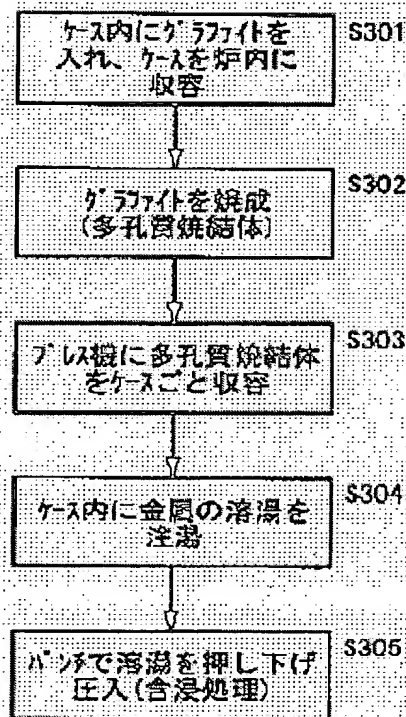 ケース内にグラファイトを
入れ、ケースを炉内に
収容
S301
グラファイトを焼成
(多孔質焼結体)
S302
プレス機に多孔質焼結体
をケースごと収容
S303
ケース内に金属の溶湯を
注湯
S304
パンチで溶湯を押し下げ
圧入(含浸処理)
S305